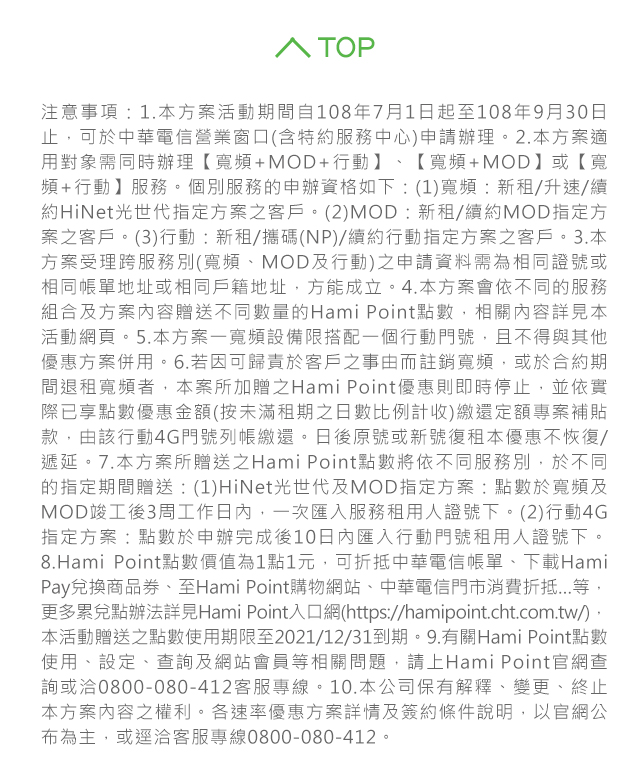 TOP
注意事項：1.本方案活動期間自108年7月1日起至108年9月30日
止，可於中華電信營業窗口(含特約服務中心)申請辦理。2.本方案適
用對象需同時辦理【寬頻+MOD+行動】、【寬頻+MOD】或【寬
頻+行動】服務。個別服務的申辦資格如下：(1)寬頻：新租/升速/續
約HiNet光世代指定方案之客戶。(2)MOD：新租/續約MOD指定方
案之客戶。(3)行動：新租/攜碼(NP)/續約行動指定方案之客戶。3.本
方案受理跨服務別(寬頻、MOD及行動)之申請資料需為相同證號或
相同帳單地址或相同戶籍地址，方能成立。4.本方案會依不同的服務
組合及方案內容贈送不同數量的Hami Point點數，相關內容詳見本
活動網頁。5.本方案一寬頻設備限搭配一個行動門號，且不得與其他
優惠方案併用。6.若因可歸責於客戶之事由而註銷寬頻，或於合約期
間退租寬頻者，本案所加贈之Hami Point優惠則即時停止，並依實
際已享點數優惠金額(按未滿租期之日數比例計收)繳還定額專案補貼
款，由該行動4G門號列帳繳還。日後原號或新號復租本優惠不恢復/
遞延。7.本方案所贈送之Hami Point點數將依不同服務別，於不同
的指定期間贈送：(1)HiNet光世代及MOD指定方案：點數於寬頻及
MOD竣工後3周工作日內，一次匯入服務租用人證號下。(2)行動4G
指定方案：點數於申辦完成後10日內匯入行動門號租用人證號下。
8.Hami Point點數價值為1點1元，可折抵中華電信帳單、下載Hami
Pay兌換商品券、至Hami Point購物網站、中華電信門市消費折抵...等，
更多累兌點辦法詳見Hami Point入口網(https://hamipoint.cht.com.tw/)，
本活動贈送之點數使用期限至2021/12/31到期。9.有關Hami Point點數
使用、設定、查詢及網站會員等相關問題，請上Hami Point官網查
詢或洽0800-080-412客服專線。10.本公司保有解釋、變更、終止
本方案內容之權利。各速率優惠方案詳情及簽約條件說明，以官網公
布為主，或逕洽客服專線0800-080-412。